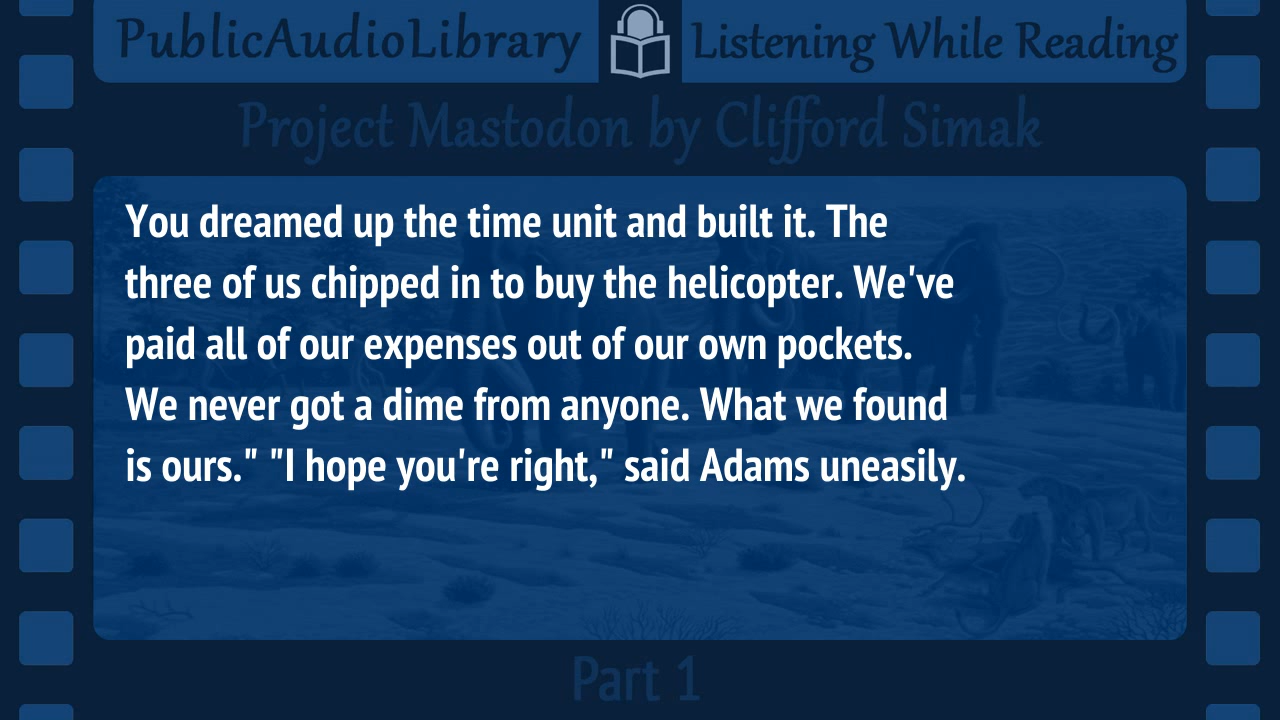 PublicAudioLibrary Listening While Reading
Project Mastodon by Clifford Simak
You dreamed up the time unit and built it. The
three of us chipped in to buy the helicopter. We've
paid all of our expenses out of our own pockets.
We never got a dime from anyone. What we found
is ours." "I hope you're right," said Adams uneasily.
Part 1